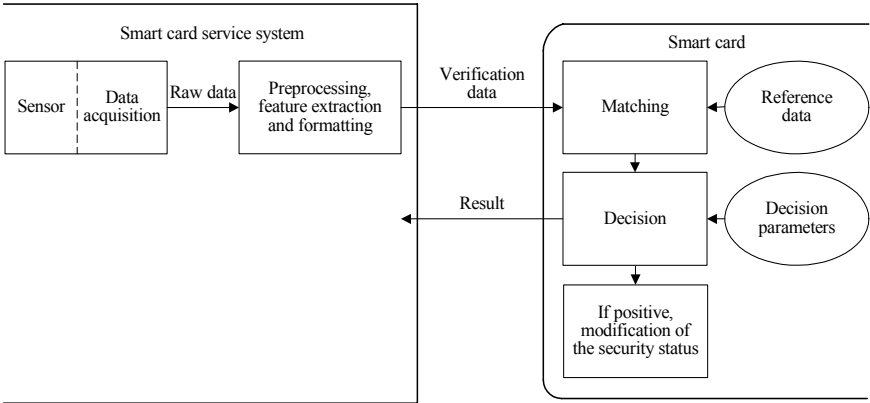 Smart card service system
Sensor
Data
acquisition
Raw data
Preprocessing,
feature extraction
and formatting
Verification
data
Smart card
Matching
Reference
data
Result
Decision
Decision
parameters
If positive,
modification of
the security status